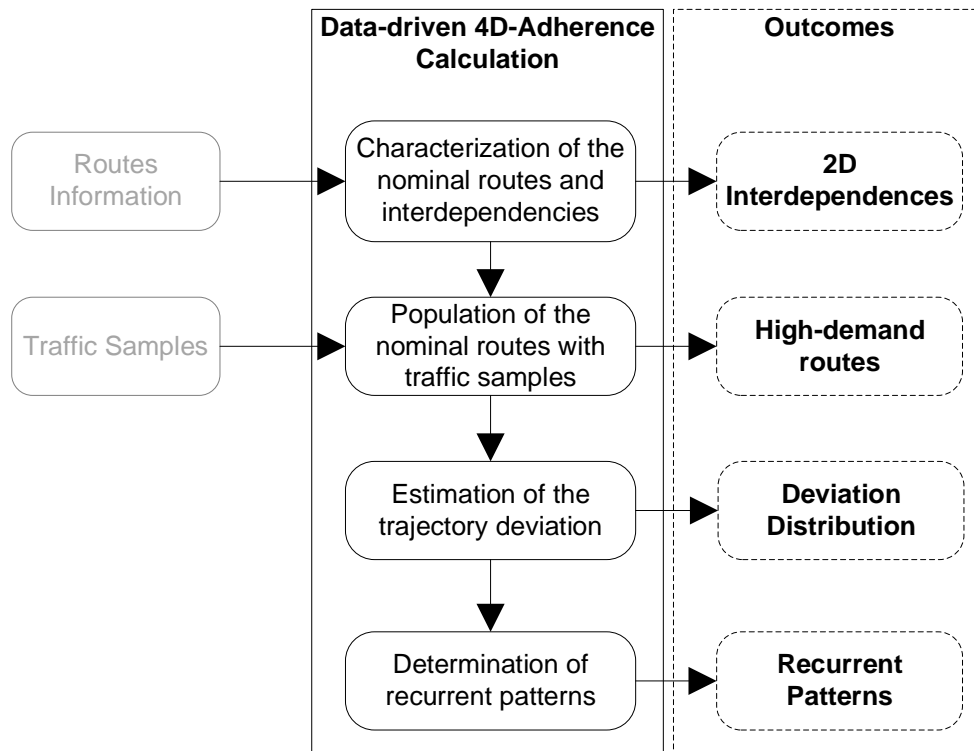 Data-driven 4D-Adherence
Calculation
Outcomes
Routes
Information
Characterization of the
nominal routes and
interdependencies
2D
Interdependences
Traffic Samples
Population of the
nominal routes with
traffic samples
High-demand
routes
Estimation of the
trajectory deviation
Deviation
Distribution
Determination of
recurrent patterns
Recurrent
Patterns